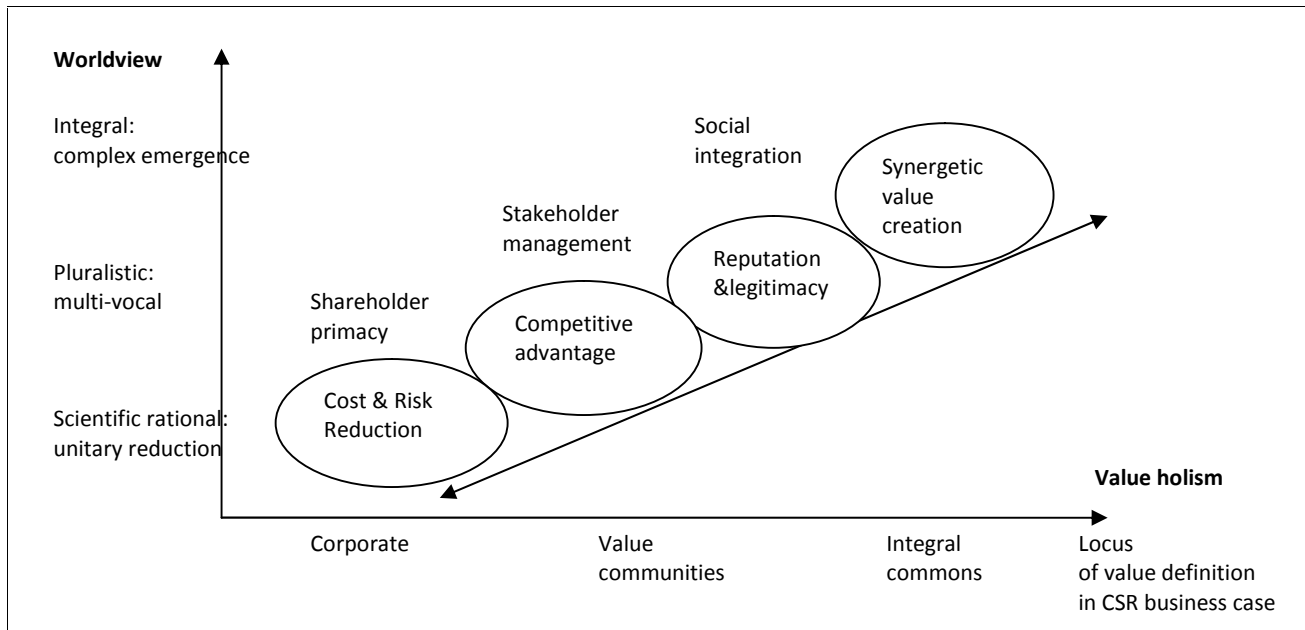 Worldview
Integral:
complex emergence
Social
integration
Synergetic
value
creation
Stakeholder
management
Pluralistic:
multi-vocal
Reputation
&legitimacy
Shareholder
primacy
Competitive
advantage
Scientific rational:
unitary reduction
Cost & Risk
Reduction
Value holism
Corporate
Value
communities
Integral
commons
Locus
of value definition
in CSR business case